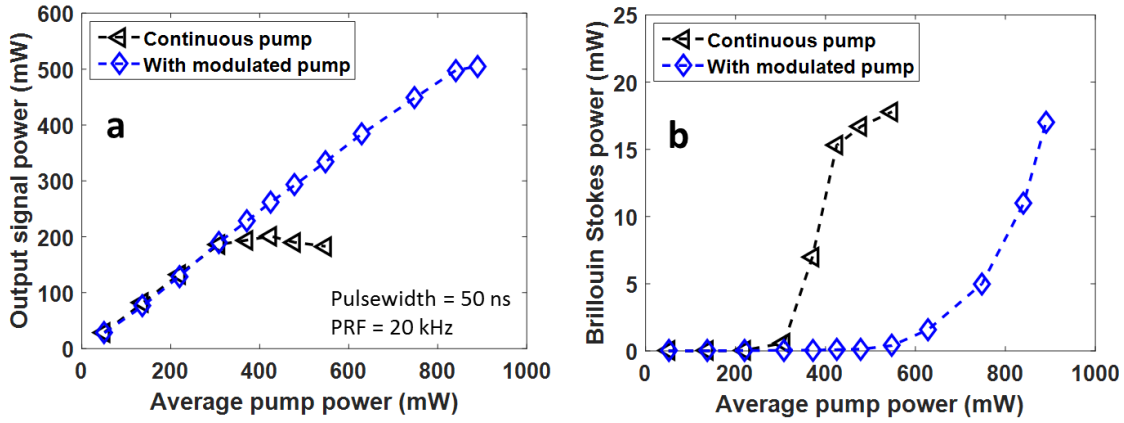 Output signal power (mW)
600
500
400
300
200
100
0
Continuous pump
With modulated pump
a
Pulsewidth = 50 ns
PRF = 20 kHz
0 200 400 600 800 1000
Average pump power (mW)
Brillouin Stokes power (mW)
25
20
15
10
5
0
Continuous pump
With modulated pump
b
0 200 400 600 800 1000
Average pump power (mW)